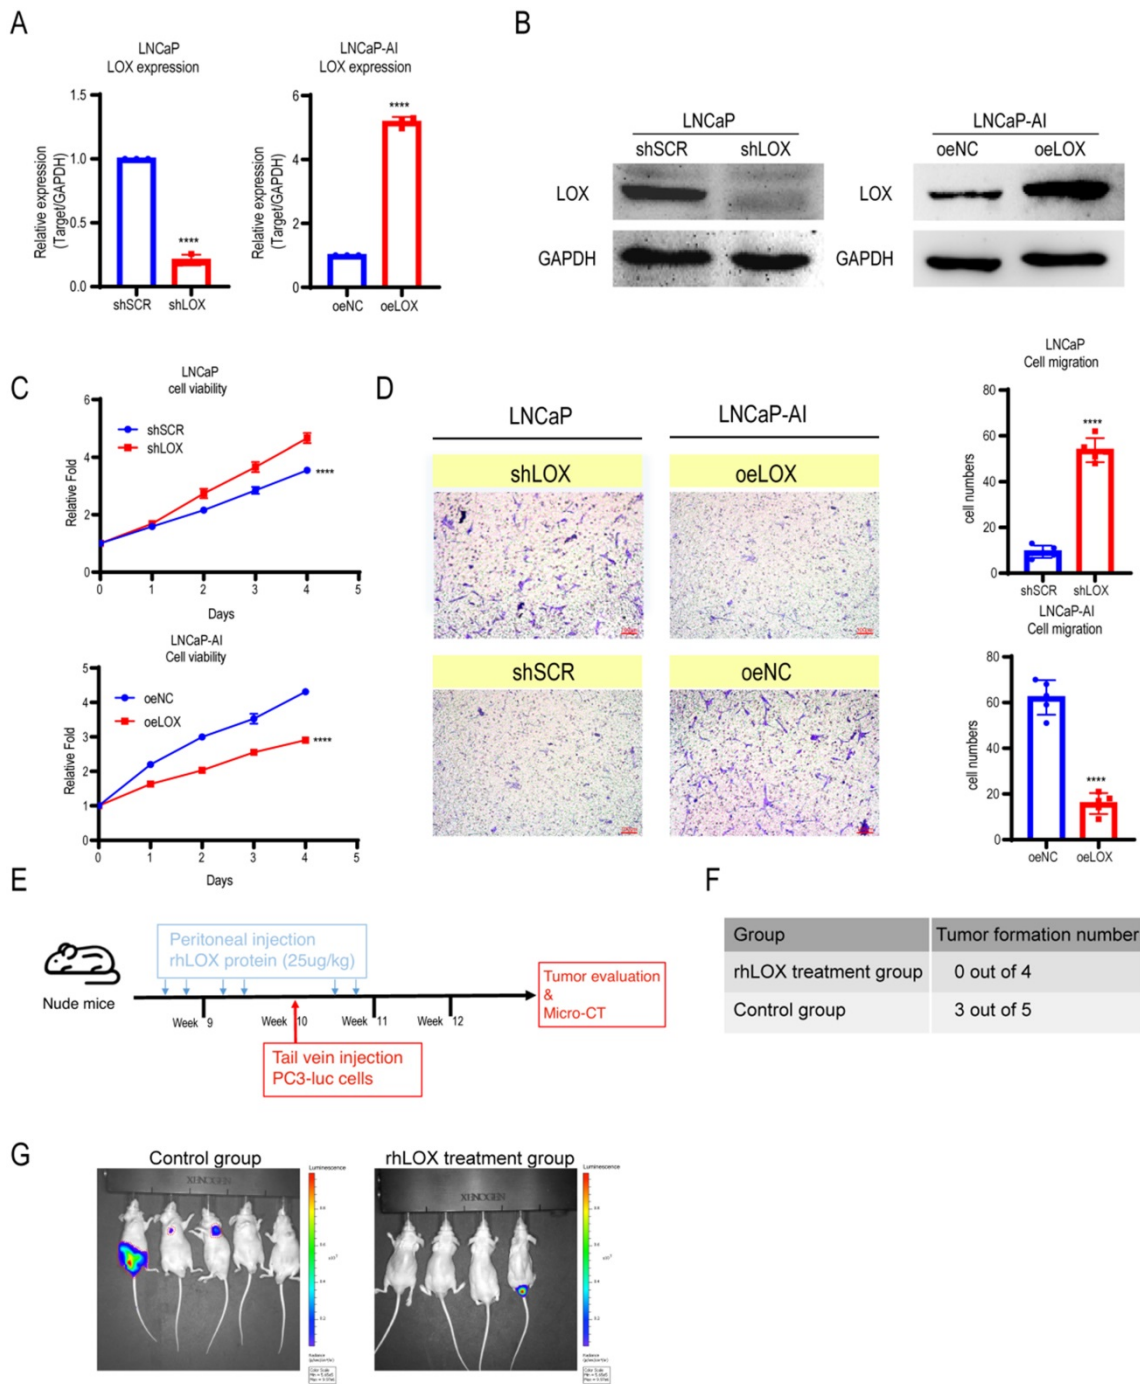 A
LNCaP
LOX expression
Relative expression
(Target/GAPDH)
1.5
1.0
0.5
0.0
****
shSCR
shLOX
LNCaP-AI
LOX expression
Relative expression
(Target/GAPDH)
6
4
2
0
****
oeNC
oeLOX
B
LNCaP
shSCR
shLOX
LOX
GAPDH
LNCaP-AI
oeNC
oeLOX
LOX
GAPDH
C
LNCaP
cell viability
Relative Fold
6
4
2
0
shSCR
shLOX
****
0 1 2 3 4 5
Days
LNCaP-AI
Cell viability
Relative Fold
5
4
3
2
1
0
oeNC
oeLOX
****
0 1 2 3 4 5
Days
D
LNCaP
LNCaP-AI
shLOX
oeLOX
shSCR
oeNC
LNCaP
Cell migration
cell numbers
80
60
40
20
0
****
shSCR
shLOX
LNCaP-AI
Cell migration
cell numbers
80
60
40
20
0
****
oeNC
oeLOX
E
Peritoneal injection
rhLOX protein (25ug/kg)
Nude mice
Week 9
Week 10
Week 11
Week 12
Tail vein injection
PC3-luc cells
Tumor evaluation
&
Micro-CT
F
Group Tumor formation number
rhLOX treatment group 0 out of 4
Control group 3 out of 5
G
Control group
XENOGEN
Luminescence
rhLOX treatment group
XENOGEN
Luminescence